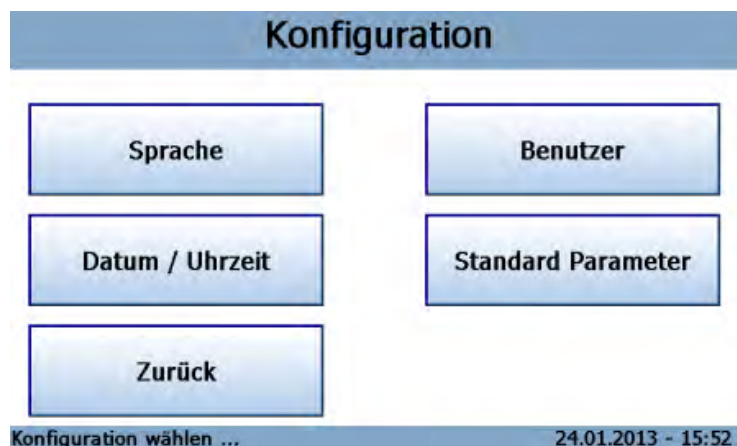 Konfiguration
Sprache
Benutzer
Datum / Uhrzeit
Standard Parameter
Zurück
Konfiguration wählen ...
24.01.2013 - 15:52